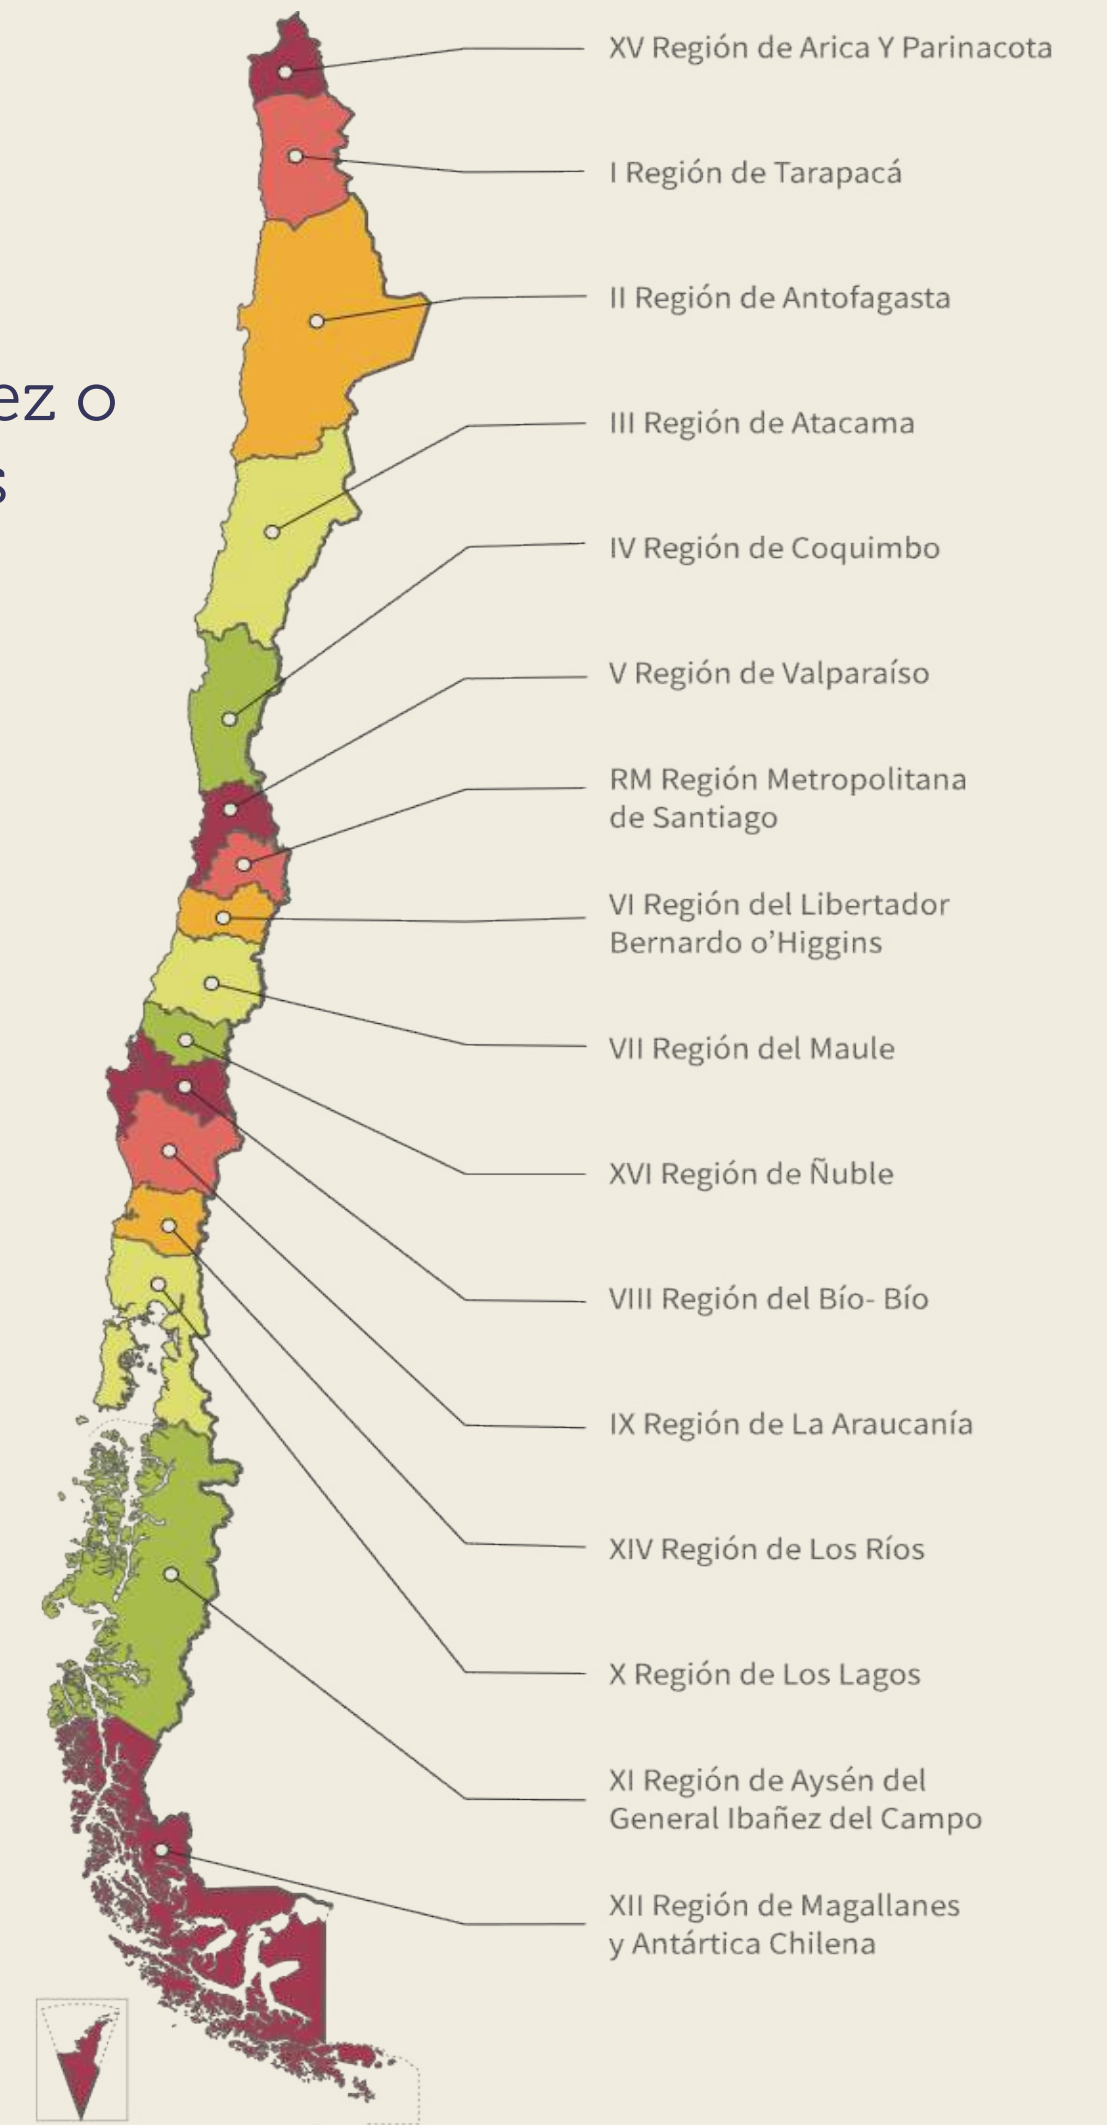 XV Región de Arica Y Parinacota
I Región de Tarapacá
II Región de Antofagasta
ez o
III Región de Atacama
s
IV Región de Coquimbo
V Región de Valparaíso
RM Región Metropolitana
de Santiago
VI Región del Libertador
Bernardo o’Higgins
VII Región del Maule
XVI Región de Ñuble
VIII Región del Bío- Bío
IX Región de La Araucanía
XIV Región de Los Ríos
X Región de Los Lagos
XI Región de Aysén del
General Ibañez del Campo
XII Región de Magallanes
y Antártica Chilena